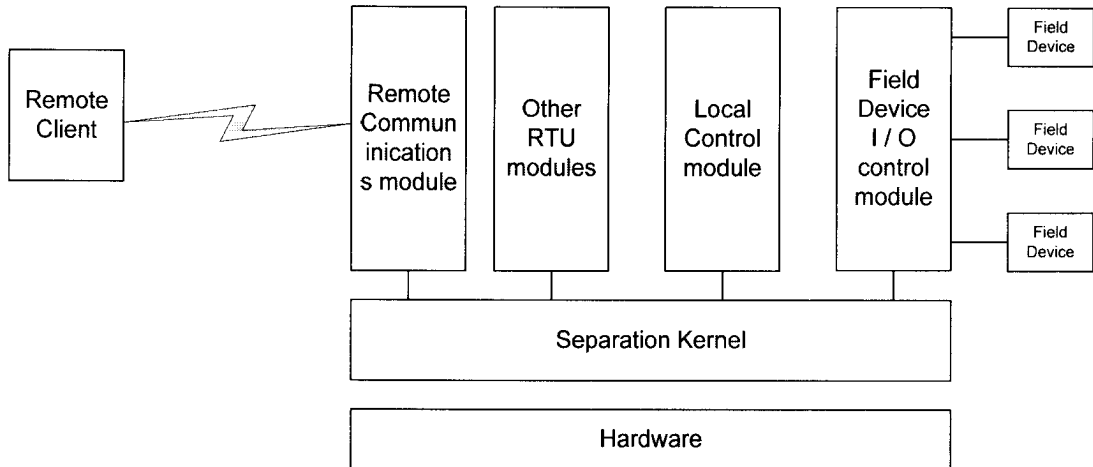 Remote
Client
Remote
Commun
inication
s module
Other
RTU
modules
Local
Control
module
Field
Device
I / O
control
module
Field
Device
Field
Device
Field
Device
Separation Kernel
Hardware